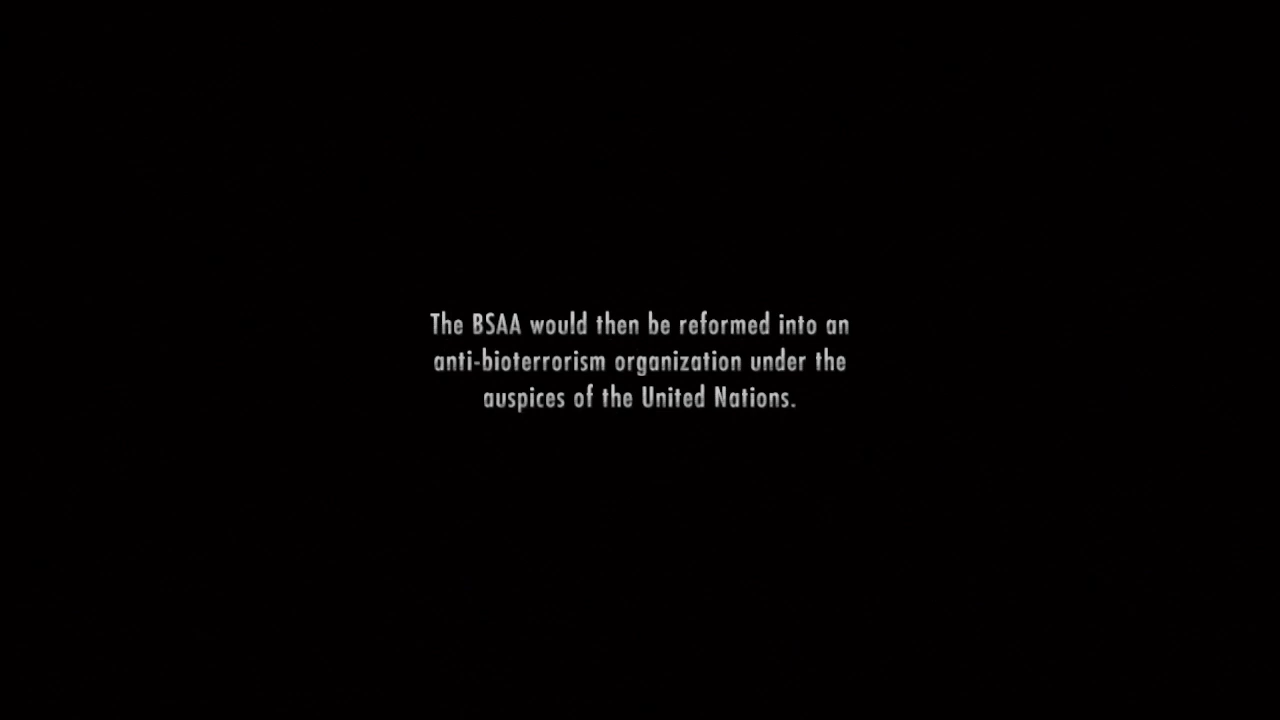 The BSAA would then be reformed into an
anti-bioterrorism organization under the
auspices of the United Nations.